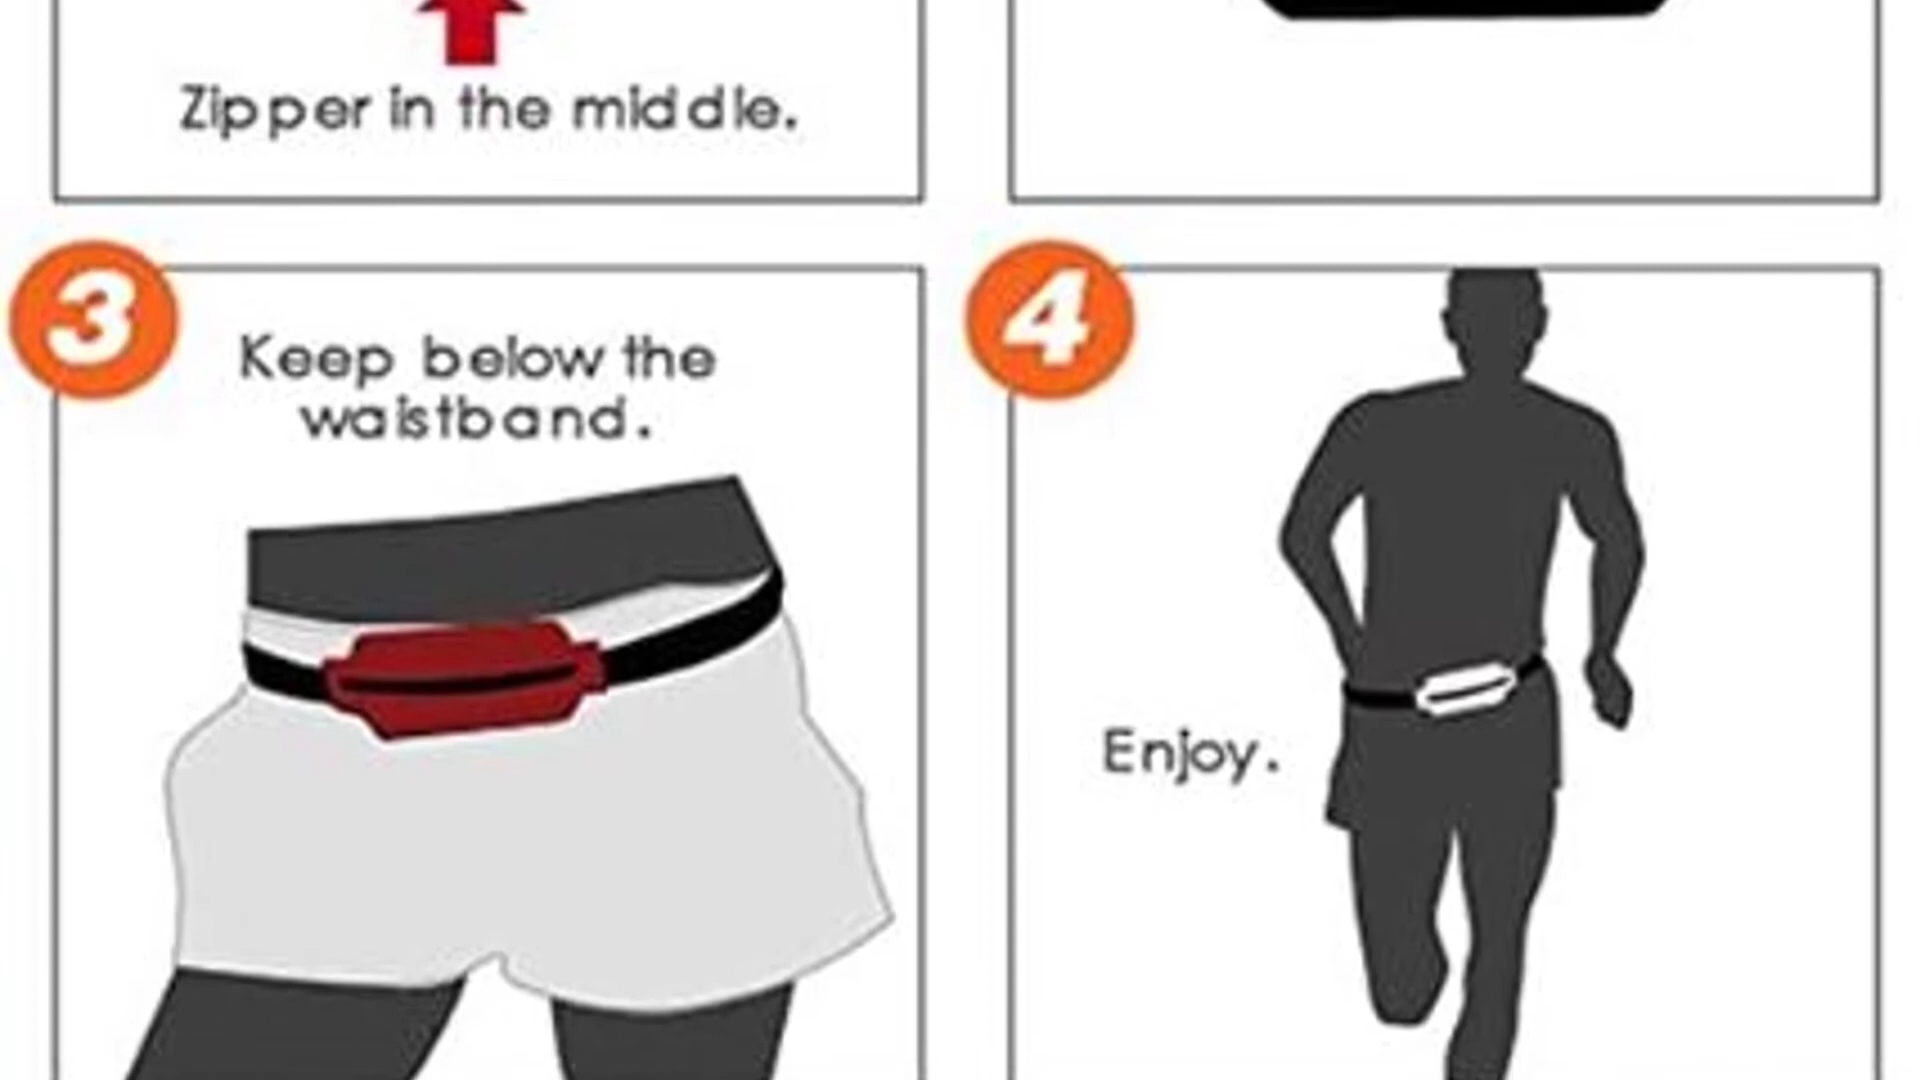 Zipper in the middle.
3
Keep below the
waistband.
4
Enjoy.